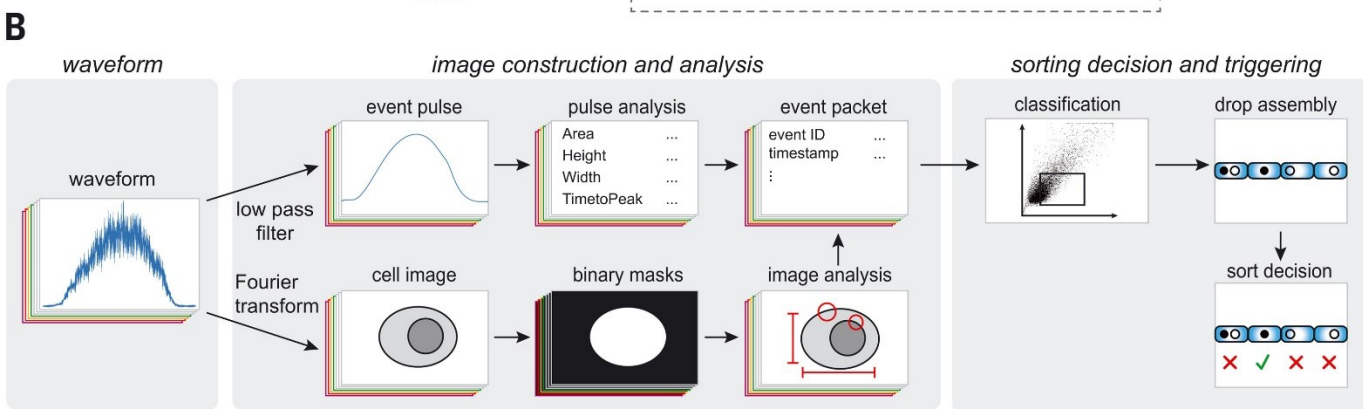 B
waveform
image construction and analysis
sorting decision and triggering
waveform
low pass
filter
Fourier
transform
event pulse
pulse analysis
Area ...
Height ...
Width ...
TimetoPeak ...
event packet
event ID ...
timestamp ...
⋮
cell image
binary masks
image analysis
classification
drop assembly
sort decision